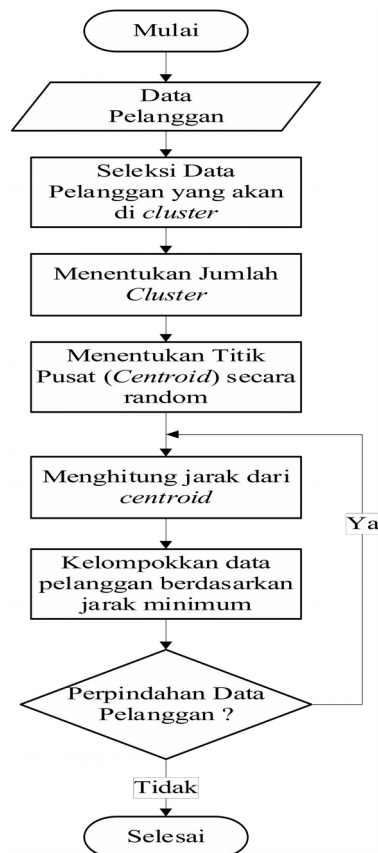 Mulai
Data
Pelanggan
Seleksi Data
Pelanggan yang akan
di cluster
Menentukan Jumlah
Cluster
Menentukan Titik
Pusat (Centroid) secara
random
Menghitung jarak dari
centroid
Ya
Kelompokkan data
pelanggan berdasarkan
jarak minimum
Perpindahan Data
Pelanggan ?
Tidak
Selesai